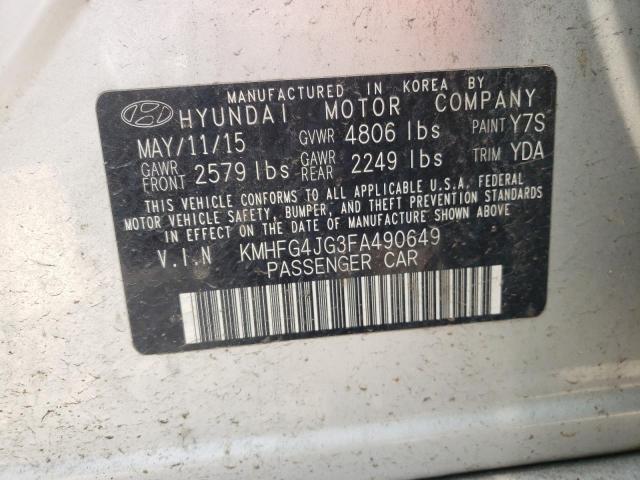 MANUFACTURED IN KOREA BY
HYUNDAI MOTOR COMPANY
MAY/11/15 GVWR 4806 lbs PAINT Y7S
GAWR FRONT 2579 lbs GAWR REAR 2249 lbs TRIM YDA
THIS VEHICLE CONFORMS TO ALL APPLICABLE U.S.A. FEDERAL
MOTOR VEHICLE SAFETY, BUMPER, AND THEFT PREVENTION STANDARDS
IN EFFECT ON THE DATE OF MANUFACTURE SHOWN ABOVE.
V.I.N KMHFG4JG3FA490649
PASSENGER CAR